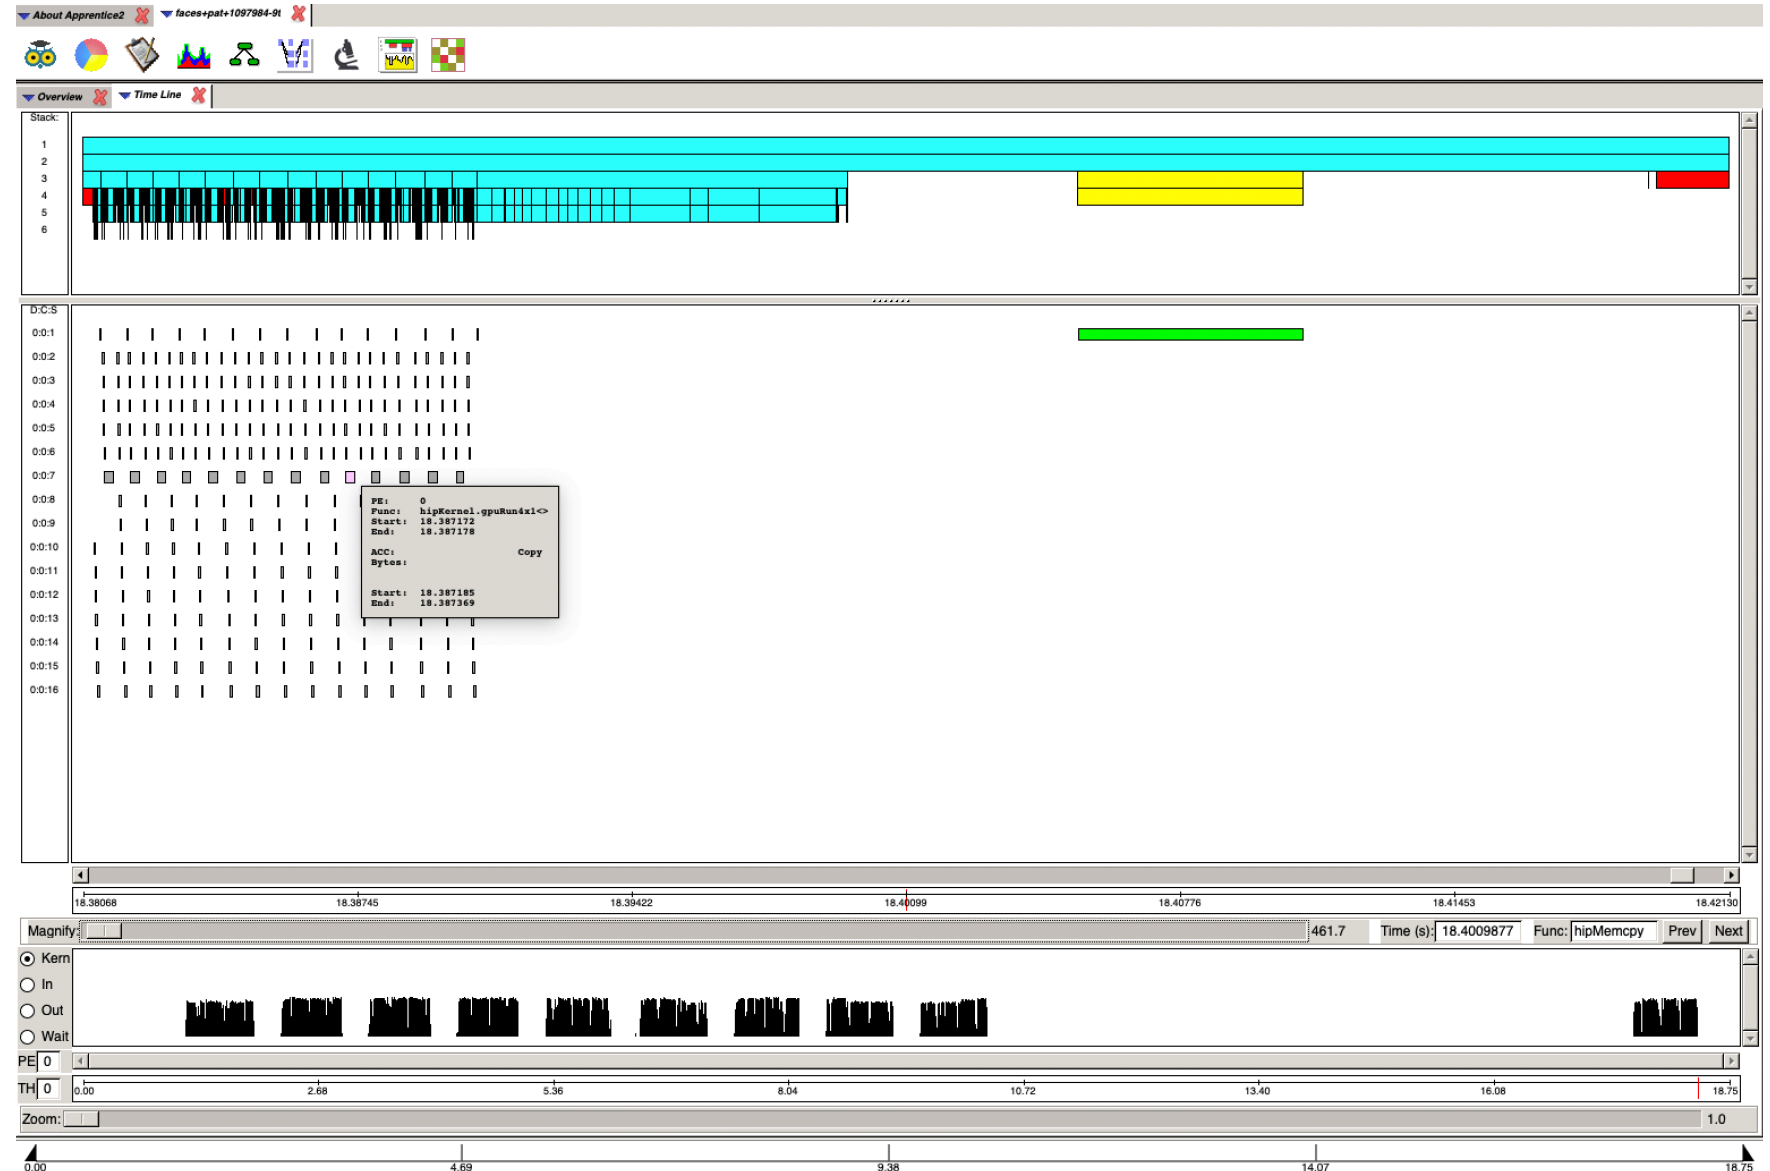 About Apprentice2 faces+pat+1097984-9t
Overview Time Line
Stack:
1
2
3
4
5
6
D:C:S
0:0:1
0:0:2
0:0:3
0:0:4
0:0:5
0:0:6
0:0:7
0:0:8
0:0:9
0:0:10
0:0:11
0:0:12
0:0:13
0:0:14
0:0:15
0:0:16
PE: 0
Func: hipKernel.gpuRun4x1<>
Start: 18.387172
End: 18.387178
ACC: Copy
Bytes:
Start: 18.387185
End: 18.387369
18.38068 18.38745 18.39422 18.40099 18.40776 18.41453 18.42130
Magnify: 461.7 Time (s): 18.4009877 Func: hipMemcpy Prev Next
Kern
In
Out
Wait
PE 0
TH 0 0.00 2.68 5.36 8.04 10.72 13.40 16.08 18.75
Zoom: 1.0
0.00 4.69 9.38 14.07 18.75